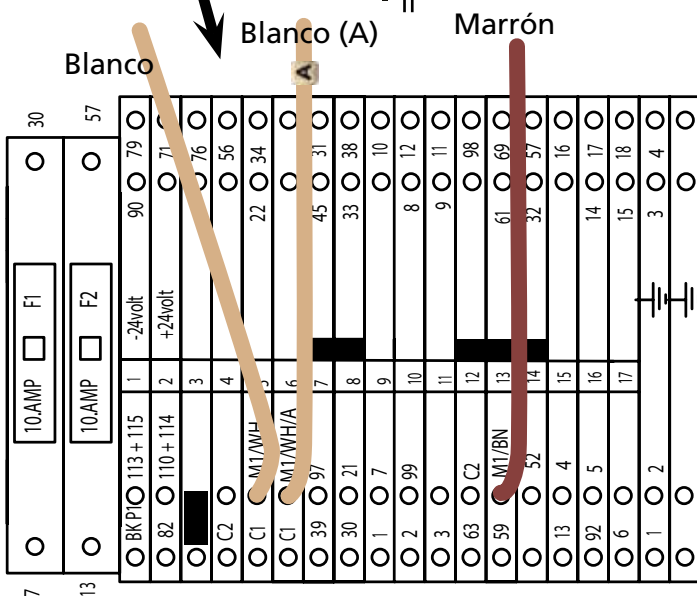 Blanco (A)
Marrón
Blanco
A
30 57 79 71 76 56 34 31 38 10 12 11 98 69 57 16 17 18 4
90 22 45 33 8 9 61 32 14 15 3
F1 F2 -24volt +24volt
10.AMP 10.AMP
1 2 3 4 5 6 7 8 9 10 11 12 13 14 15 16 17
113 + 115 110 + 114 M1/WH M1/WH/A 97 21 7 99 C2 M1/BN 52 4 5 2
BK P1 82 C2 C1 C1 39 30 1 2 3 63 59 13 92 6 1
7 13